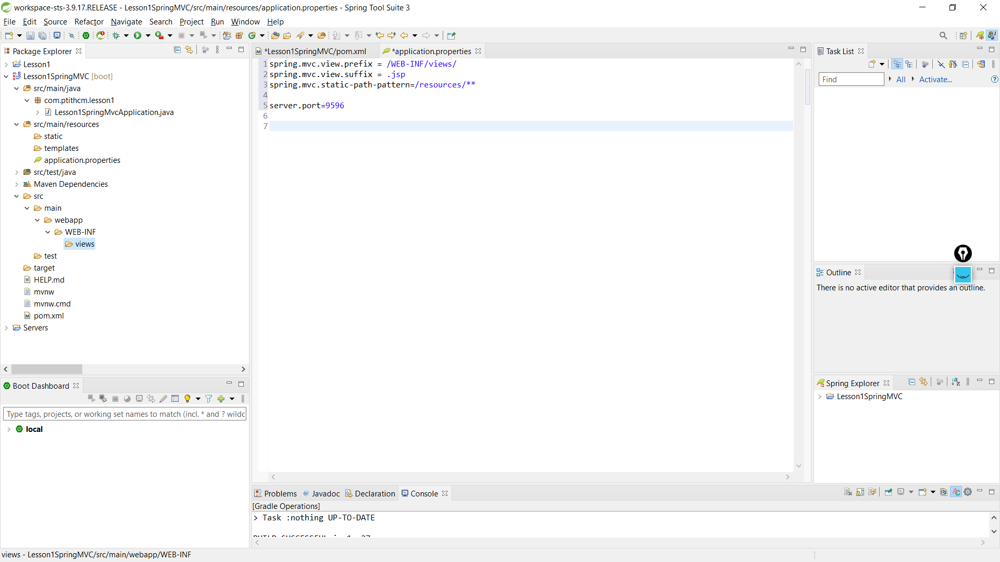 workspace-sts-3.9.17.RELEASE - Lesson1SpringMVC/src/main/resources/application.properties - Spring Tool Suite 3
File Edit Source Refactor Navigate Search Project Run Window Help
Package Explorer
Lesson1
Lesson1SpringMVC [boot]
src/main/java
com.ptithcm.lesson1
Lesson1SpringMvcApplication.java
src/main/resources
static
templates
application.properties
src/test/java
Maven Dependencies
src
main
webapp
WEB-INF
views
test
target
HELP.md
mvnw
mvnw.cmd
pom.xml
Servers
Boot Dashboard
Type tags, projects, or working set names to match (incl. * and ? wildc
local
*Lesson1SpringMVC/pom.xml
*application.properties
1 spring.mvc.view.prefix = /WEB-INF/views/
2 spring.mvc.view.suffix = .jsp
3 spring.mvc.static-path-pattern=/resources/**
4
5 server.port=9596
6
7
Problems @ Javadoc Declaration Console
[Gradle Operations]
> Task :nothing UP-TO-DATE
Task List
Find All Activate...
Outline
There is no active editor that provides an outline.
Spring Explorer
Lesson1SpringMVC
views - Lesson1SpringMVC/src/main/webapp/WEB-INF